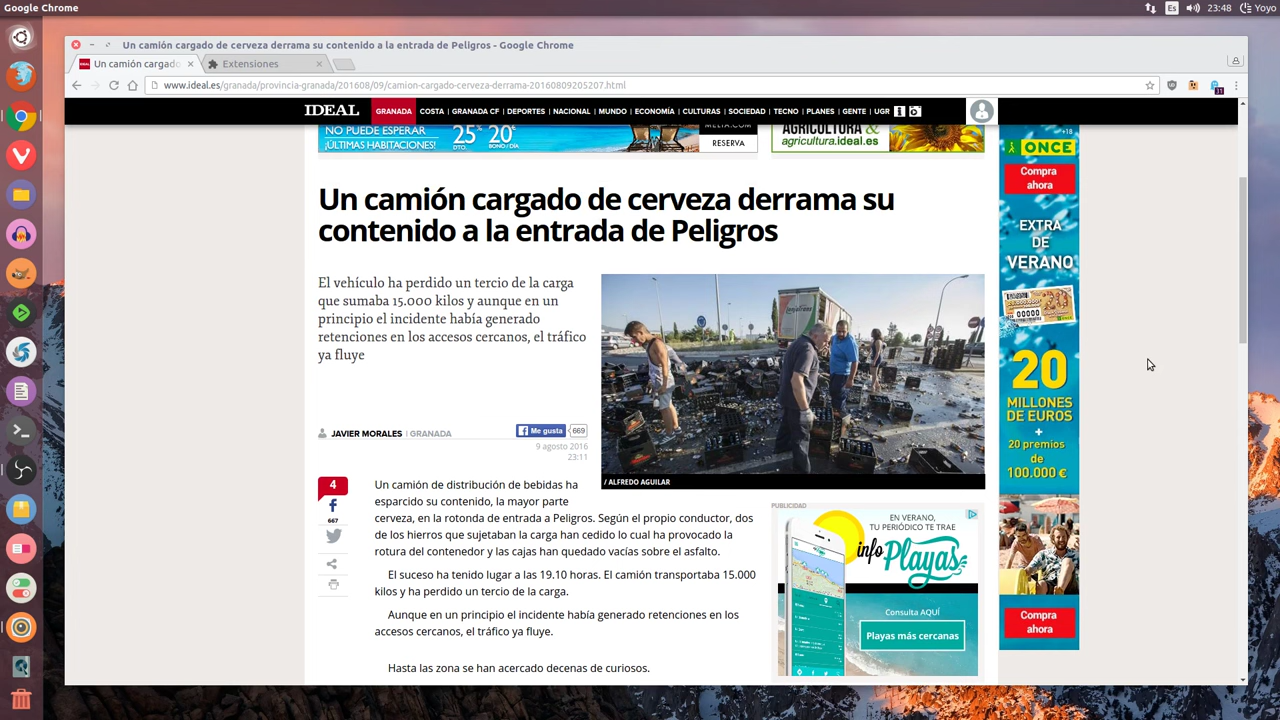 Google Chrome
Es
23:48
Yoyo
Un camión cargado de cerveza derrama su contenido a la entrada de Peligros - Google Chrome
Un camión cargado
Extensiones
www.ideal.es/granada/provincia-granada/201608/09/camion-cargado-cerveza-derrama-20160809205207.html
21
IDEAL
GRANADA COSTA GRANADA CF DEPORTES NACIONAL MUNDO ECONOMÍA CULTURAS SOCIEDAD TECNO PLANES GENTE UGR
NO PUEDE ESPERAR
¡ÚLTIMAS HABITACIONES!
25%
DTO.
20€
BONO/DÍA
MELIA.COM
RESERVA
AGRICULTURA &
agricultura.ideal.es
+18
ONCE
Compra
ahora
EXTRA
DE
VERANO
00000
20
MILLONES
DE EUROS
+
20 premios
de
100.000 €
Compra
ahora
Un camión cargado de cerveza derrama su
contenido a la entrada de Peligros
El vehículo ha perdido un tercio de la carga
que sumaba 15.000 kilos y aunque en un
principio el incidente había generado
retenciones en los accesos cercanos, el tráfico
ya fluye
JAVIER MORALES | GRANADA
Me gusta
669
9 agosto 2016
23:11
/ ALFREDO AGUILAR
4
667
Un camión de distribución de bebidas ha
esparcido su contenido, la mayor parte
cerveza, en la rotonda de entrada a Peligros. Según el propio conductor, dos
de los hierros que sujetaban la carga han cedido lo cual ha provocado la
rotura del contenedor y las cajas han quedado vacías sobre el asfalto.
El suceso ha tenido lugar a las 19.10 horas. El camión transportaba 15.000
kilos y ha perdido un tercio de la carga.
Aunque en un principio el incidente había generado retenciones en los
accesos cercanos, el tráfico ya fluye.
Hasta las zona se han acercado decenas de curiosos.
PUBLICIDAD
EN VERANO,
TU PERIÓDICO TE TRAE
info Playas
Consulta AQUÍ
Playas más cercanas